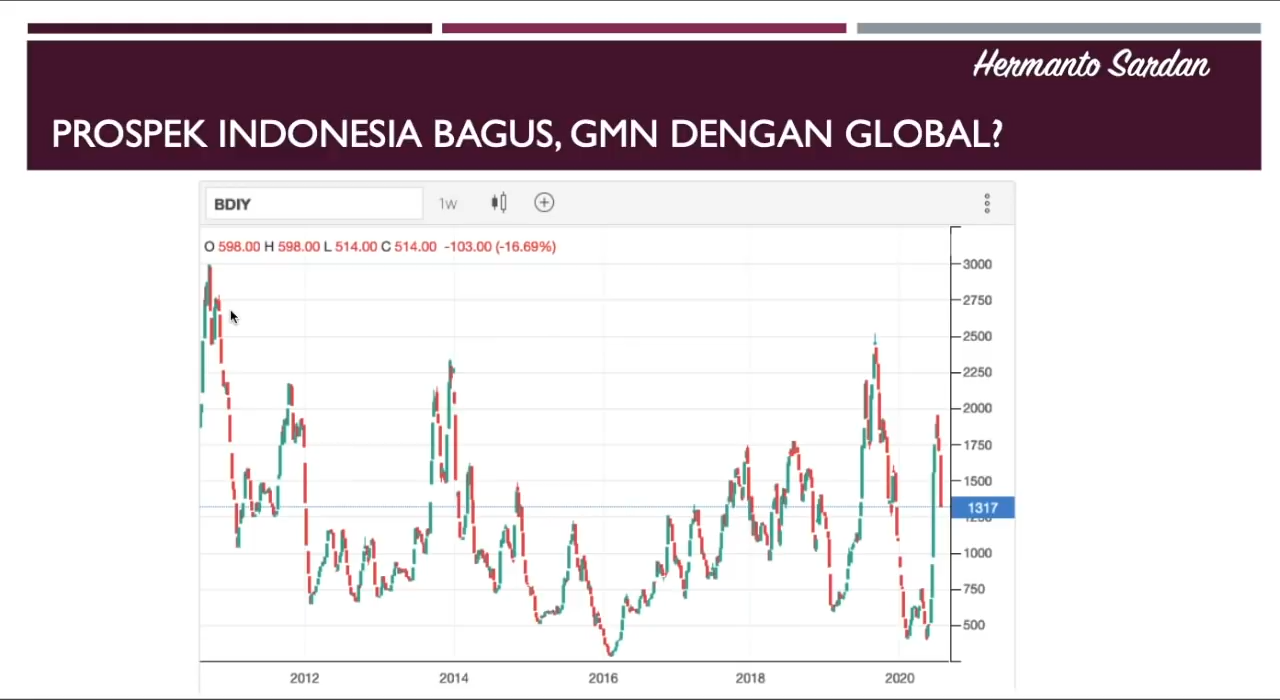 Hermanto Sardan
PROSPEK INDONESIA BAGUS, GMN DENGAN GLOBAL?
BDIY 1w
O 598.00 H 598.00 L 514.00 C 514.00 -103.00 (-16.69%)
3000
2750
2500
2250
2000
1750
1500
1317
1250
1000
750
500
2012 2014 2016 2018 2020